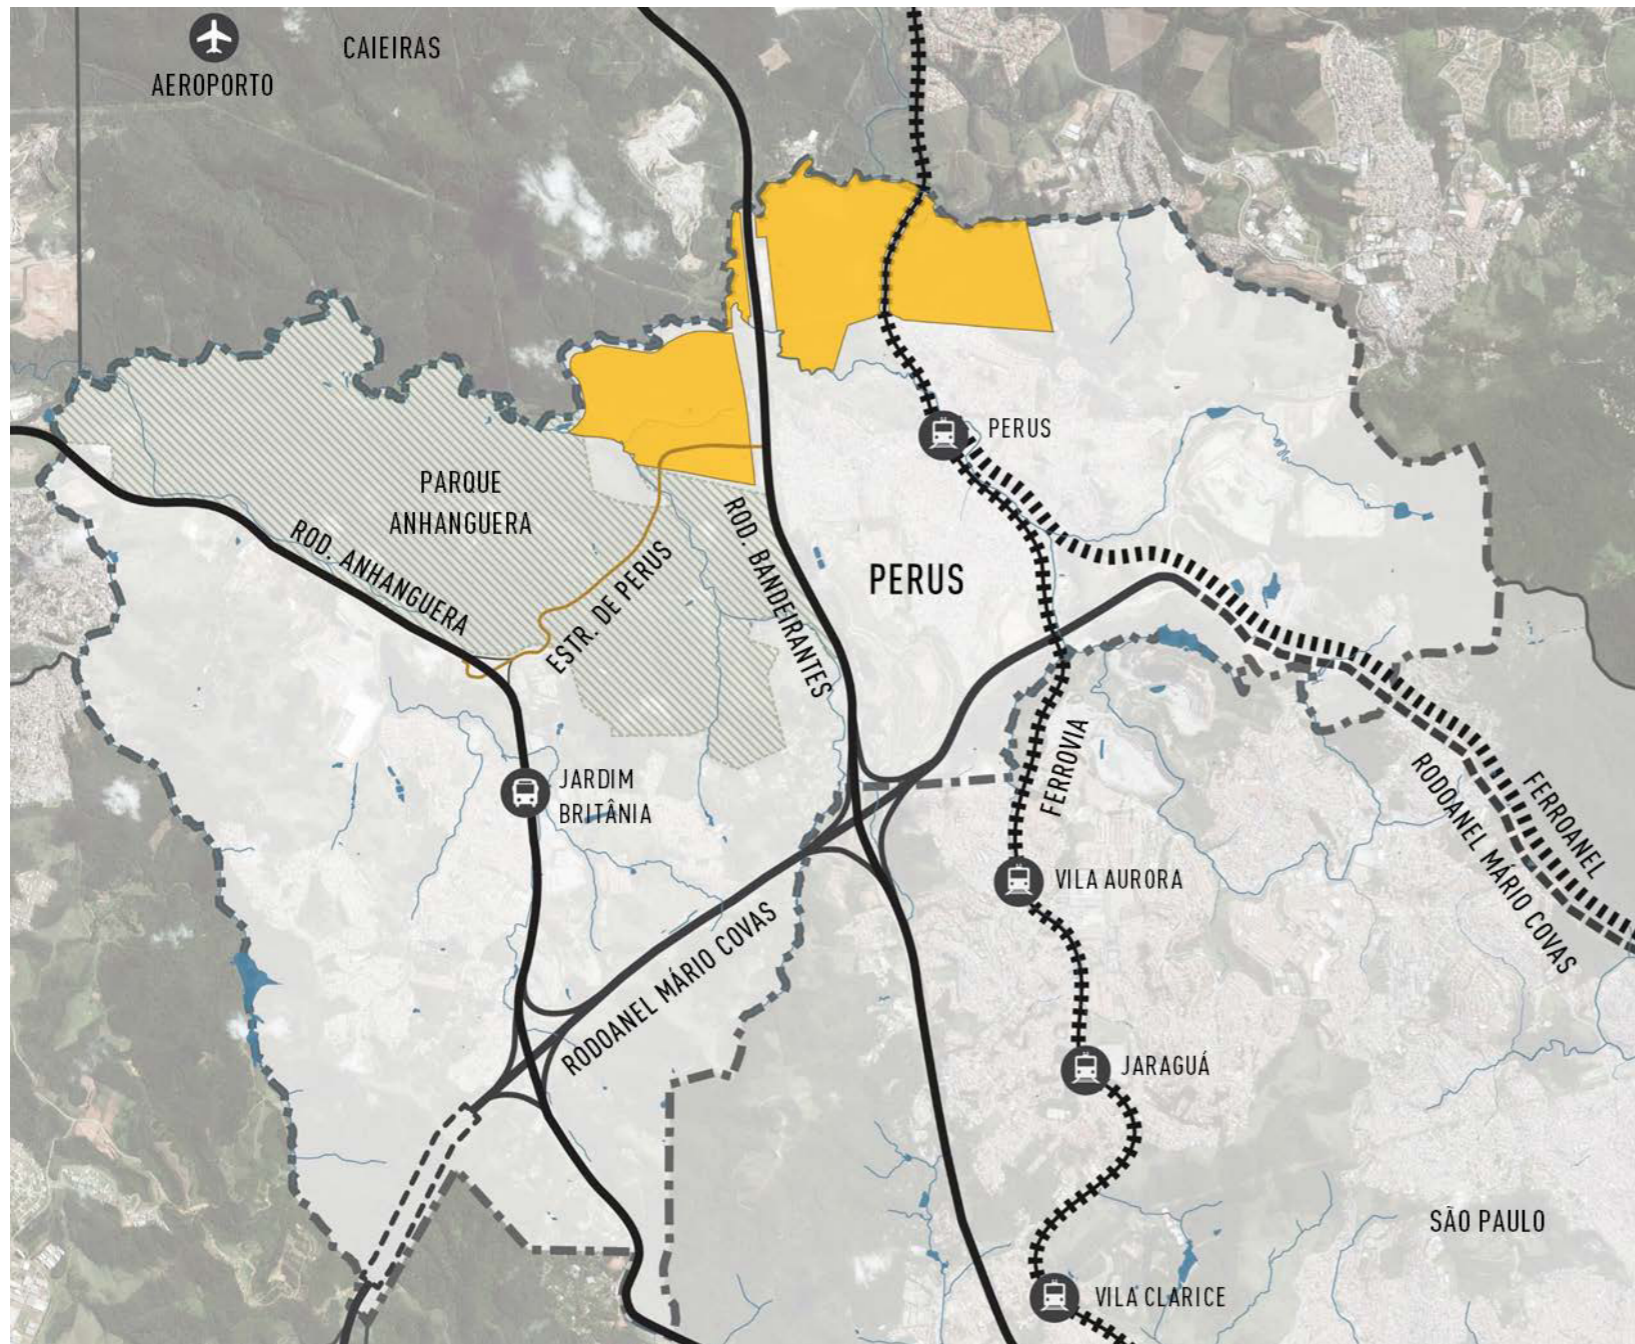 CAIEIRAS
AEROPORTO
PERUS
PARQUE
ANHANGUERA
ROD. ANHANGUERA
ESTR. DE PERUS
ROD. BANDEIRANTES
PERUS
JARDIM
BRITÂNIA
FERROVIA
FERROANEL
RODOANEL MÁRIO COVAS
VILA AURORA
RODOANEL MÁRIO COVAS
JARAGUÁ
SÃO PAULO
VILA CLARICE